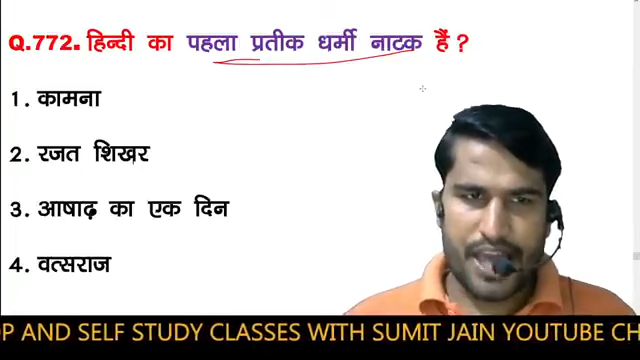 Q.772. हिन्दी का पहला प्रतीक धर्मी नाटक हैं ?
1. कामना
2. रजत शिखर
3. आषाढ़ का एक दिन
4. वत्सराज
OP AND SELF STUDY CLASSES WITH SUMIT JAIN YOUTUBE CH